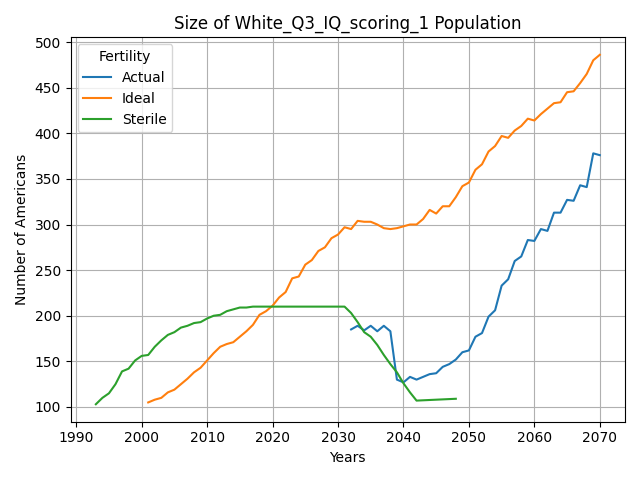 Size of White_Q3_IQ_scoring_1 Population
Number of Americans
500
450
400
350
300
250
200
150
100
Fertility
Actual
Ideal
Sterile
1990 2000 2010 2020 2030 2040 2050 2060 2070
Years